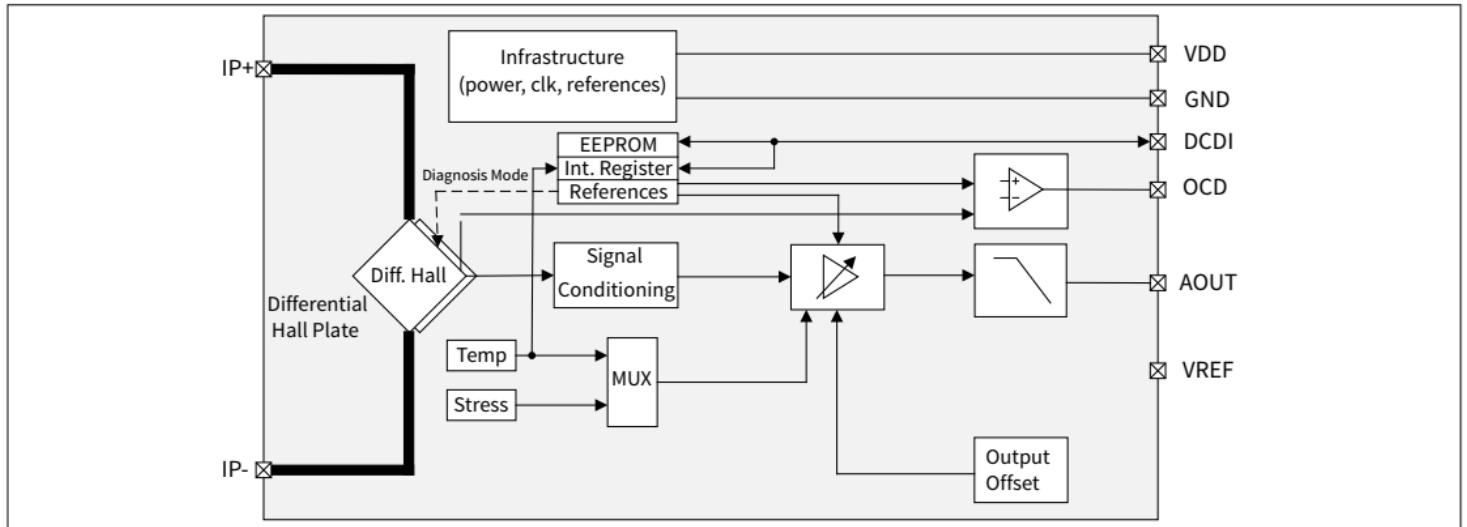 IP+
Infrastructure
(power, clk, references)
VDD
GND
EEPROM
DCDI
Int. Register
Diagnosis Mode
References
OCD
Diff. Hall
Signal
Conditioning
AOUT
Differential
Hall Plate
Temp
MUX
VREF
Stress
IP-
Output
Offset